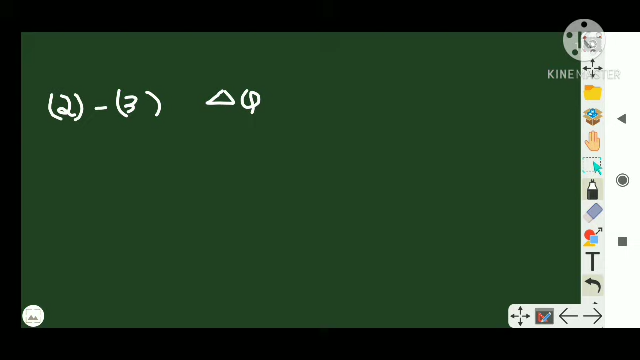 (2) - (3) Δφ
KINEMASTER
T